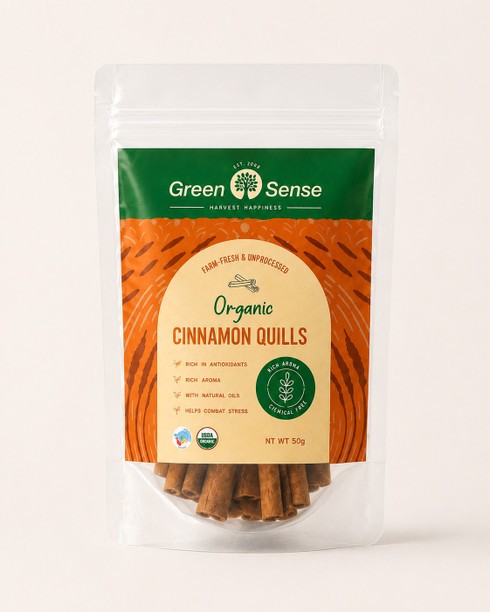 EST. 2008
Green Sense
HARVEST HAPPINESS
FARM-FRESH & UNPROCESSED
Organic
CINNAMON QUILLS
RICH IN ANTIOXIDANTS
RICH AROMA
WITH NATURAL OILS
HELPS COMBAT STRESS
RICH AROMA
CHEMICAL FREE
USDA
ORGANIC
NT WT 50g